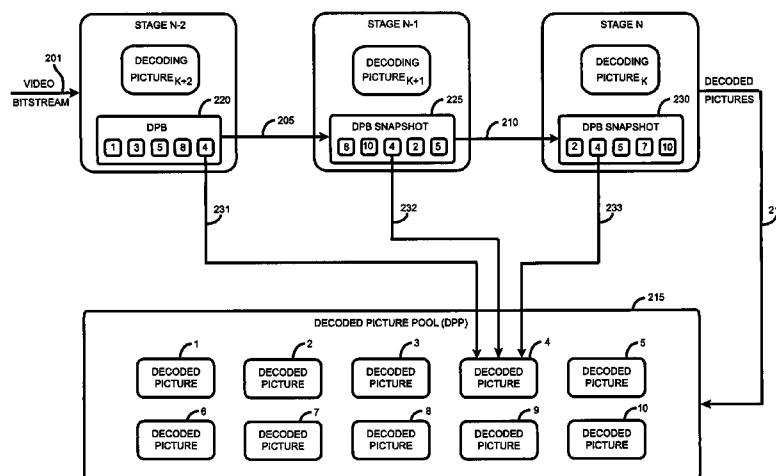 STAGE N-2
STAGE N-1
STAGE N
201
VIDEO
BITSTREAM
DECODING
PICTURE K+2
DECODING
PICTURE K+1
DECODING
PICTURE K
DECODED
PICTURES
220
225
230
DPB
205
DPB SNAPSHOT
210
DPB SNAPSHOT
1 3 5 8 4
8 10 4 2 5
2 4 5 7 10
231
232
233
215
DECODED PICTURE POOL (DPP)
1
2
3
4
5
DECODED
PICTURE
DECODED
PICTURE
DECODED
PICTURE
DECODED
PICTURE
DECODED
PICTURE
6
7
8
9
10
DECODED
PICTURE
DECODED
PICTURE
DECODED
PICTURE
DECODED
PICTURE
DECODED
PICTURE